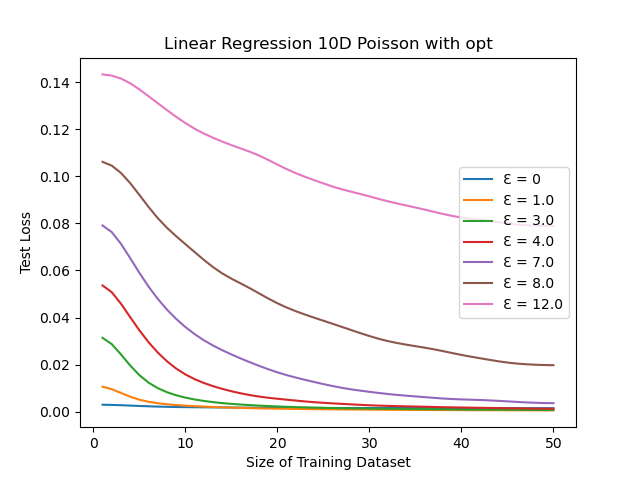 Linear Regression 10D Poisson with opt
0.14
0.12
0.10
0.08
0.06
0.04
0.02
0.00
Test Loss
Ɛ = 0
Ɛ = 1.0
Ɛ = 3.0
Ɛ = 4.0
Ɛ = 7.0
Ɛ = 8.0
Ɛ = 12.0
0 10 20 30 40 50
Size of Training Dataset